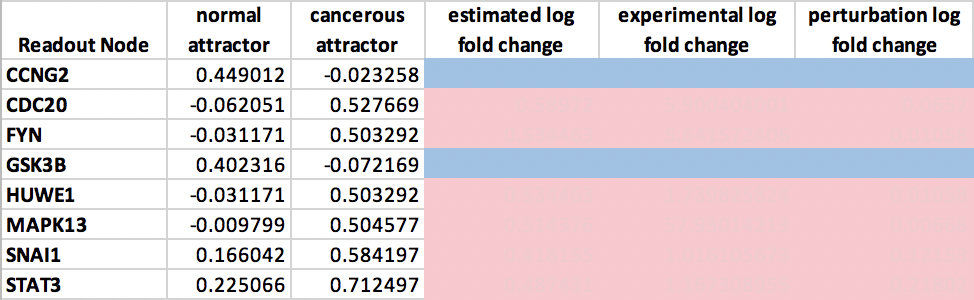 Readout Node normal attractor cancerous attractor estimated log fold change experimental log fold change perturbation log fold change
CCNG2 0.449012 -0.023258
CDC20 -0.062051 0.527669
FYN -0.031171 0.503292
GSK3B 0.402316 -0.072169
HUWE1 -0.031171 0.503292
MAPK13 -0.009799 0.504577
SNAI1 0.166042 0.584197
STAT3 0.225066 0.712497